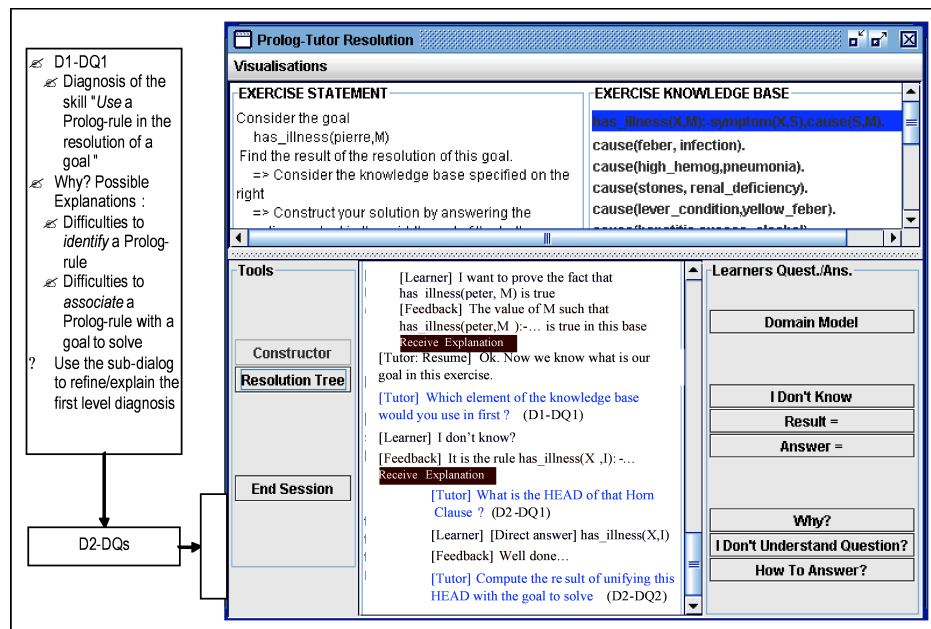 D1-DQ1
Diagnosis of the
skill "Use a
Prolog-rule in the
resolution of a
goal "
Why? Possible
Explanations :
Difficulties to
identify a Prolog-
rule
Difficulties to
associate a
Prolog-rule with a
goal to solve
? Use the sub-dialog
to refine/explain the
first level diagnosis
D2-DQs
Prolog-Tutor Resolution
Visualisations
EXERCISE STATEMENT
Consider the goal
has_illness(pierre,M)
Find the result of the resolution of this goal.
=> Consider the knowledge base specified on the
right
=> Construct your solution by answering the
EXERCISE KNOWLEDGE BASE
has_illness(X,M):-symptom(X,S),cause(S,M).
cause(feber, infection).
cause(high_hemog,pneumonia).
cause(stones, renal_deficiency).
cause(lever_condition,yellow_feber).
Tools
Constructor
Resolution Tree
End Session
[Learner] I want to prove the fact that
has_illness(peter, M) is true
[Feedback] The value of M such that
has_illness(peter,M ):-... is true in this base
Receive Explanation
[Tutor: Resume] Ok. Now we know what is our
goal in this exercise.
[Tutor] Which element of the knowledge base
would you use in first ? (D1-DQ1)
[Learner] I don't know?
[Feedback] It is the rule has_illness(X ,I):-...
Receive Explanation
[Tutor] What is the HEAD of that Horn
Clause ? (D2-DQ1)
[Learner] [Direct answer] has_illness(X,I)
[Feedback] Well done...
[Tutor] Compute the re sult of unifying this
HEAD with the goal to solve (D2-DQ2)
Learners Quest./Ans.
Domain Model
I Don't Know
Result =
Answer =
Why?
I Don't Understand Question?
How To Answer?